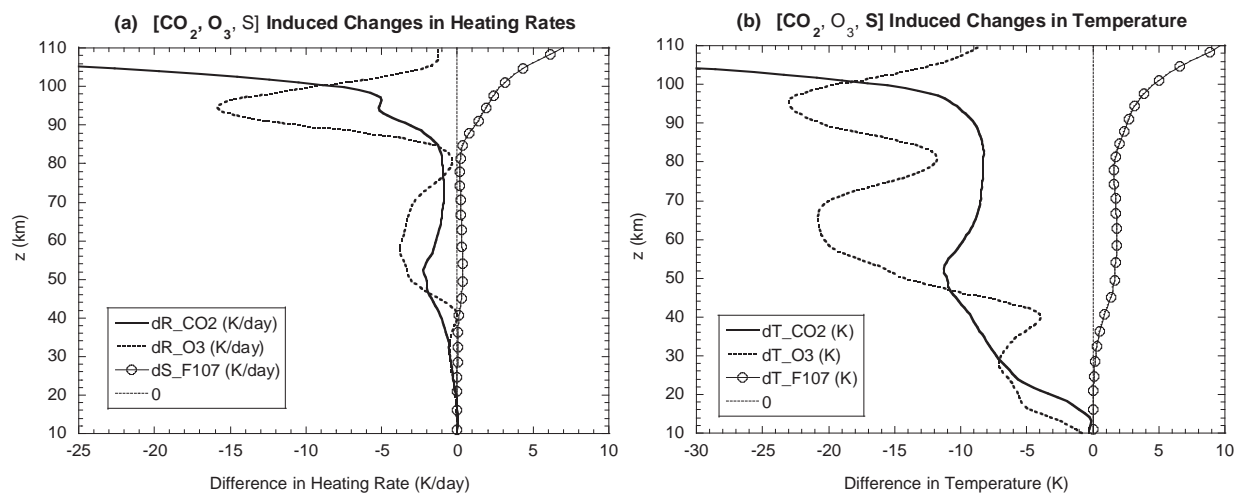 (a) [CO2, O3, S] Induced Changes in Heating Rates
110
100
90
80
70
60
50
40
30
20
10
z (km)
dR_CO2 (K/day)
dR_O3 (K/day)
dS_F107 (K/day)
0
-25 -20 -15 -10 -5 0 5 10
Difference in Heating Rate (K/day)
(b) [CO2, O3, S] Induced Changes in Temperature
110
100
90
80
70
60
50
40
30
20
10
z (km)
dT_CO2 (K)
dT_O3 (K)
dT_F107 (K)
0
-30 -25 -20 -15 -10 -5 0 5 10
Difference in Temperature (K)